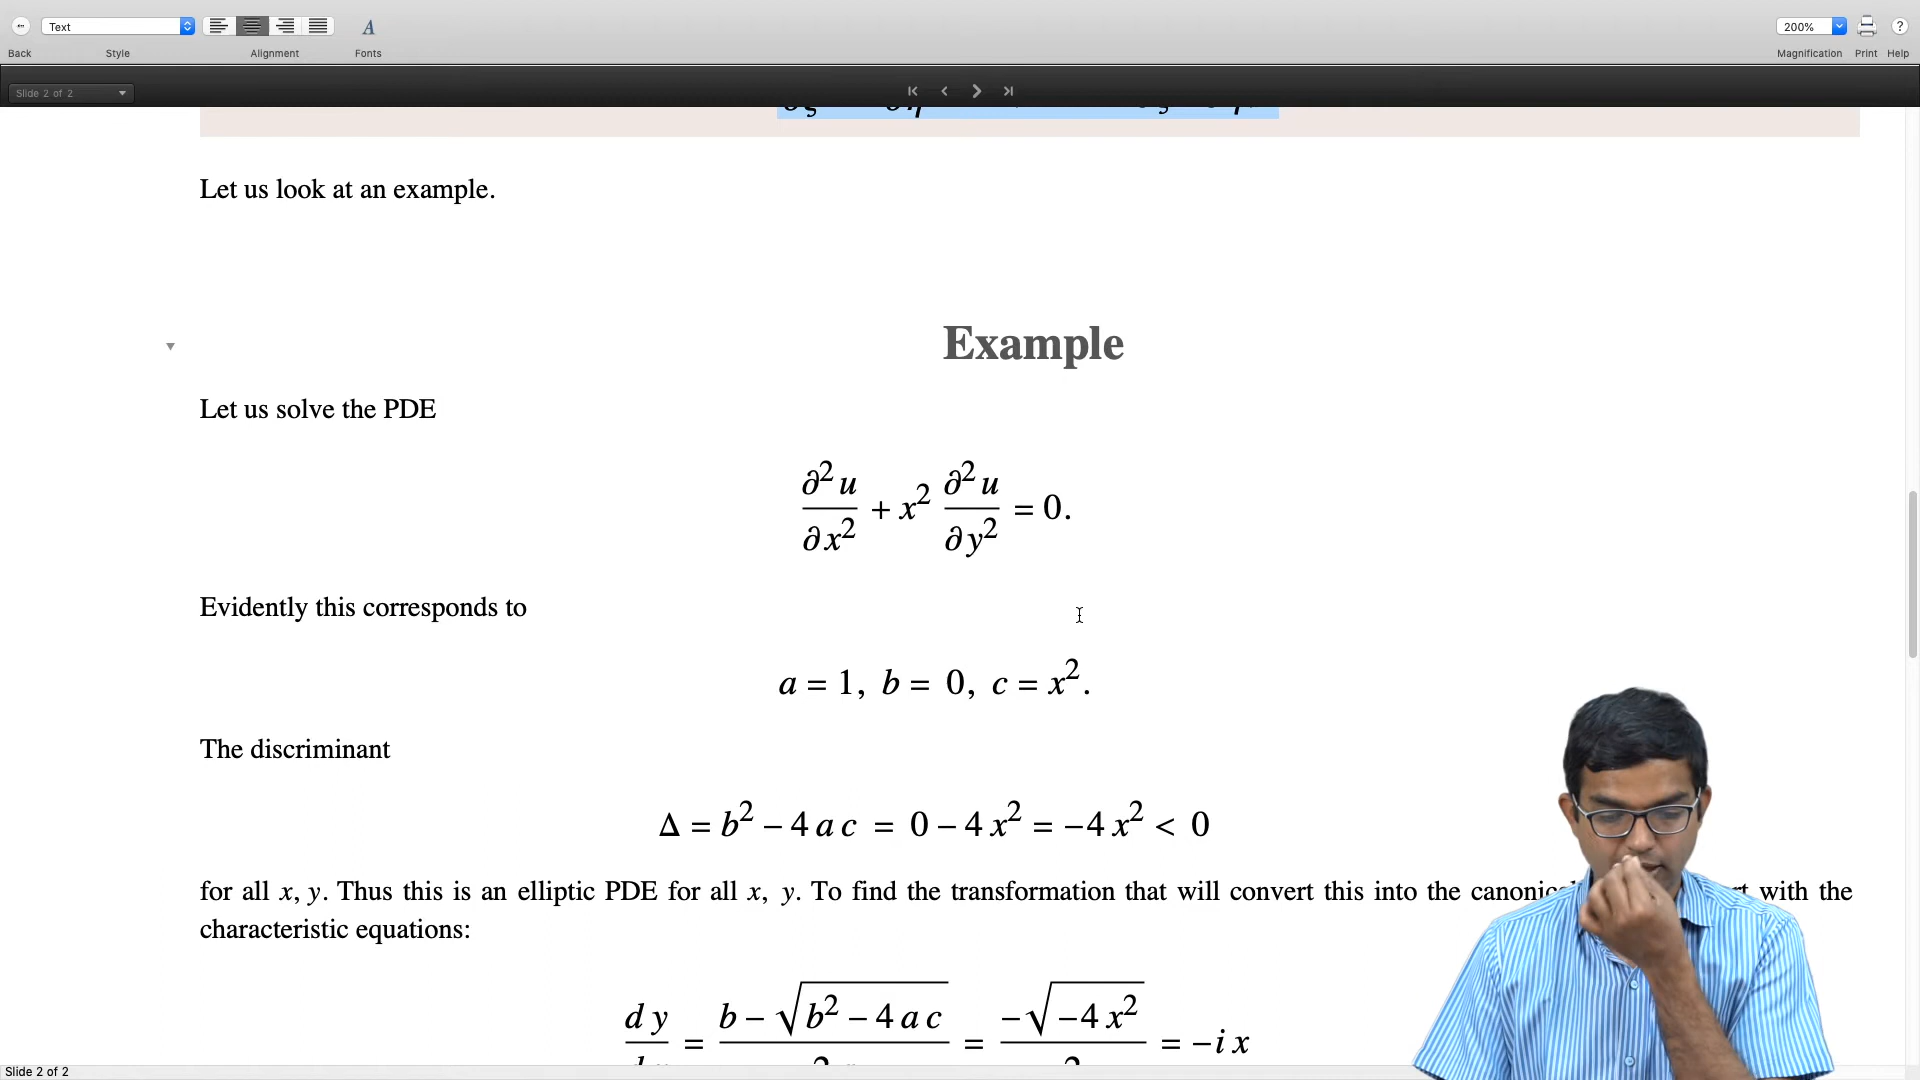 Text
Back
Style
Alignment
A
Fonts
200%
?
Magnification
Print
Help
Slide 2 of 2
Let us look at an example.
Example
Let us solve the PDE
∂²u/∂x² + x² ∂²u/∂y² = 0.
Evidently this corresponds to
a = 1, b = 0, c = x².
The discriminant
Δ = b² − 4 a c = 0 − 4 x² = −4 x² < 0
for all x, y. Thus this is an elliptic PDE for all x, y. To find the transformation that will convert this into the with the
characteristic equations:
d y = b − √(b² − 4 a c) = −√(−4 x²) = −i x
Slide 2 of 2